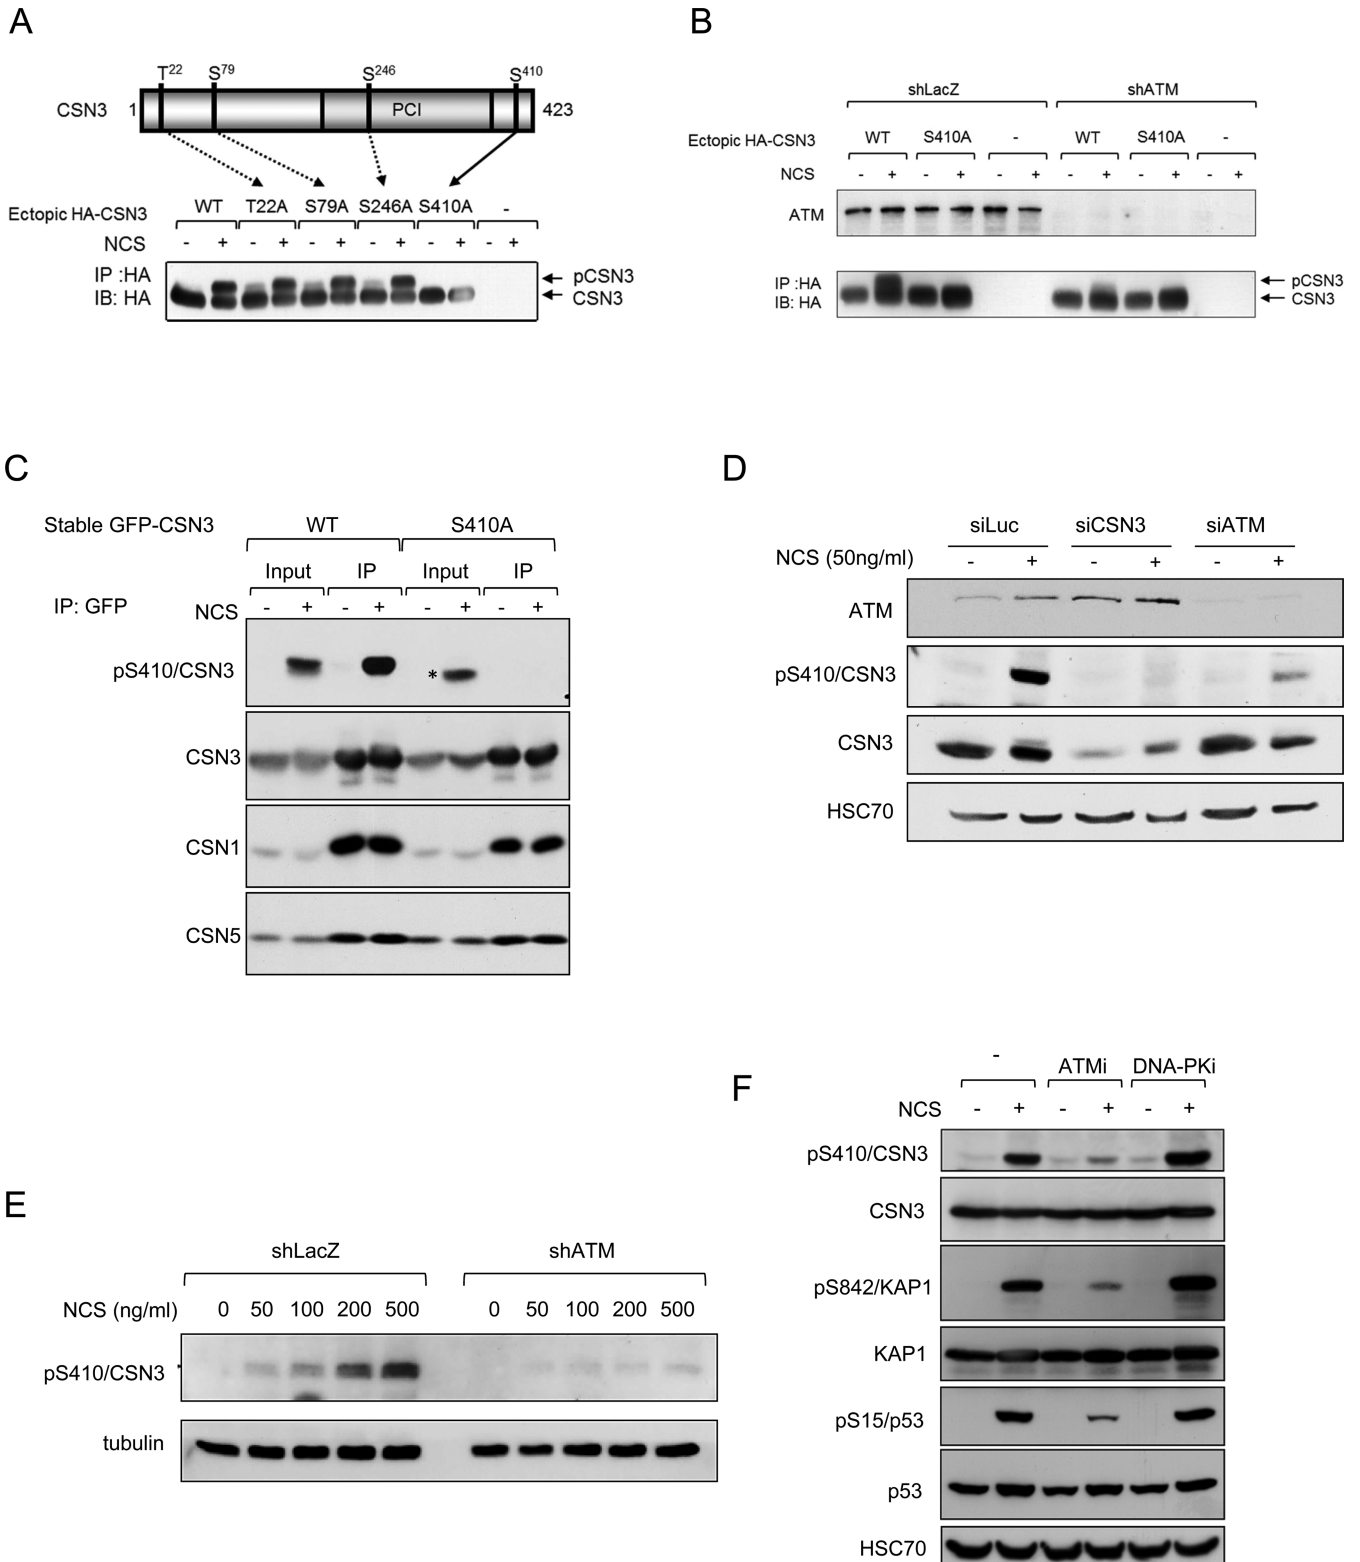 A
T22 S79 S246 S410
CSN3 1 PCI 423
Ectopic HA-CSN3 WT T22A S79A S246A S410A -
NCS - + - + - + - + - + - +
IP :HA pCSN3
IB: HA CSN3
B
shLacZ shATM
Ectopic HA-CSN3 WT S410A - WT S410A -
NCS - + - + - + - + - + - +
ATM
IP :HA pCSN3
IB: HA CSN3
C
Stable GFP-CSN3 WT S410A
Input IP Input IP
IP: GFP NCS - + - + - + - +
pS410/CSN3 *
CSN3
CSN1
CSN5
D
siLuc siCSN3 siATM
NCS (50ng/ml) - + - + - +
ATM
pS410/CSN3
CSN3
HSC70
E
shLacZ shATM
NCS (ng/ml) 0 50 100 200 500 0 50 100 200 500
pS410/CSN3
tubulin
F
- ATMi DNA-PKi
NCS - + - + - +
pS410/CSN3
CSN3
pS842/KAP1
KAP1
pS15/p53
p53
HSC70